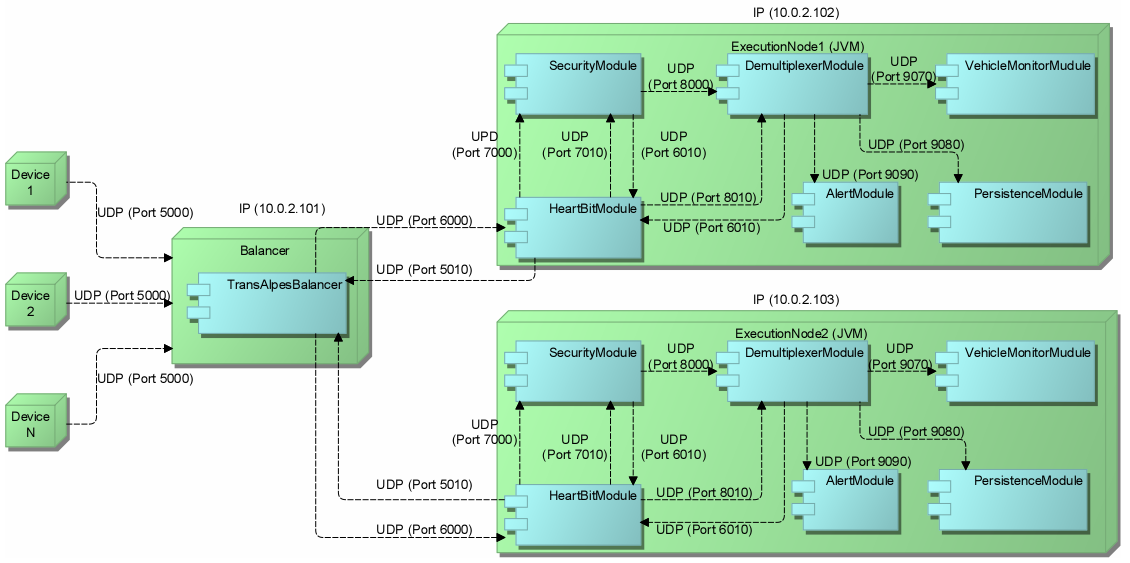 IP (10.0.2.102)
ExecutionNode1 (JVM)
SecurityModule
UDP
(Port 8000)
DemultiplexerModule
UDP
(Port 9070)
VehicleMonitorMudule
UPD
(Port 7000)
UDP
(Port 7010)
UDP
(Port 6010)
UDP (Port 9080)
UDP (Port 9090)
HeartBitModule
UDP (Port 8010)
UDP (Port 6010)
AlertModule
PersistenceModule
Device
1
UDP (Port 5000)
IP (10.0.2.101)
UDP (Port 6000)
Balancer
UDP (Port 5010)
TransAlpesBalancer
Device
2
UDP (Port 5000)
UDP (Port 5000)
Device
N
IP (10.0.2.103)
ExecutionNode2 (JVM)
SecurityModule
UDP
(Port 8000)
DemultiplexerModule
UDP
(Port 9070)
VehicleMonitorMudule
UDP
(Port 7000)
UDP
(Port 7010)
UDP
(Port 6010)
UDP (Port 9080)
UDP (Port 9090)
UDP (Port 5010)
HeartBitModule
UDP (Port 8010)
AlertModule
PersistenceModule
UDP (Port 6000)
UDP (Port 6010)